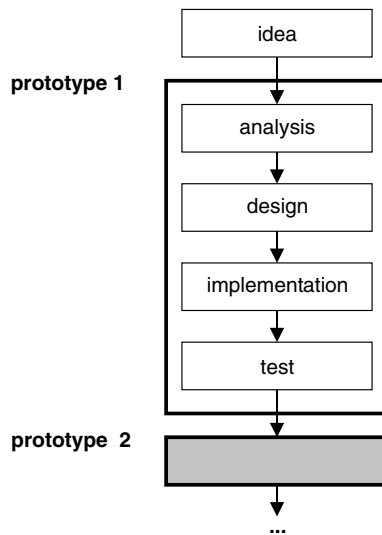 idea
prototype 1
analysis
design
implementation
test
prototype 2
...